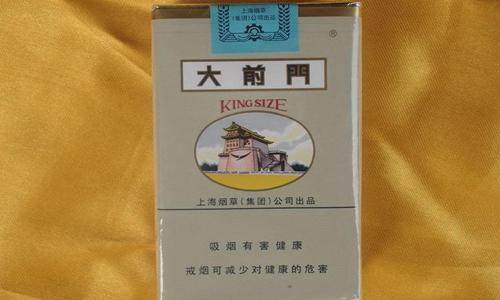 上海烟草
(集团)公司出品
大前門
®
KING SIZE
上海烟草(集团)公司出品
吸烟有害健康
戒烟可减少对健康的危害